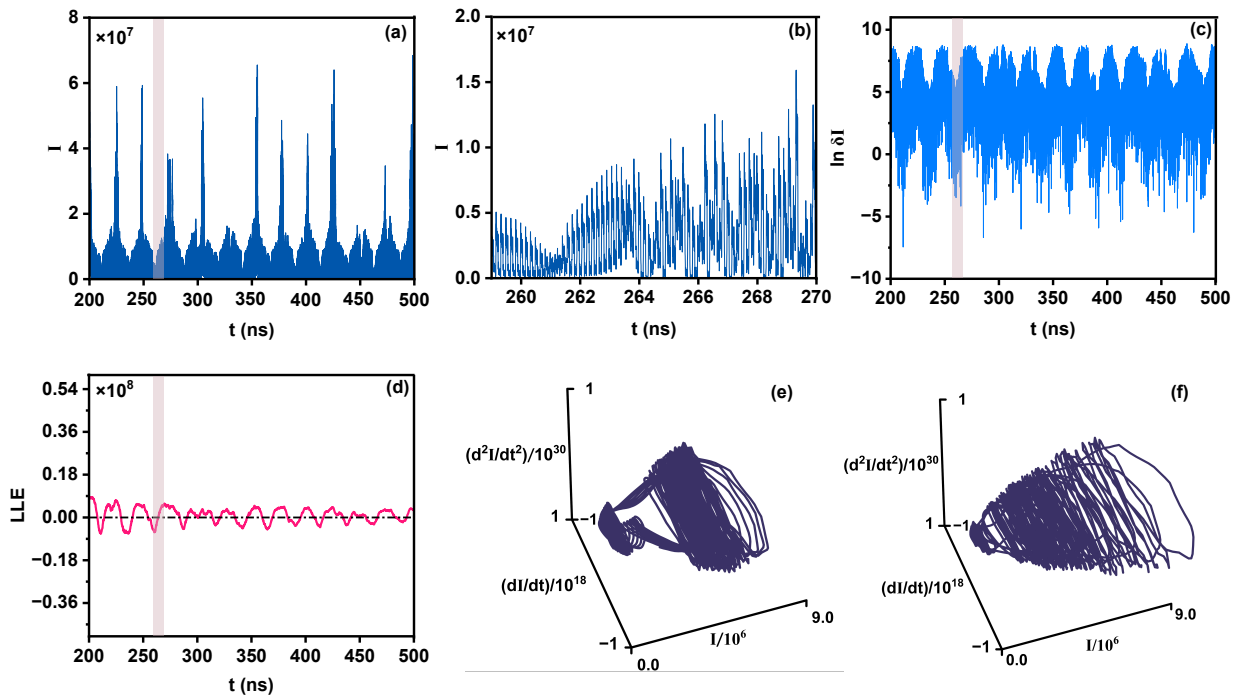 (a)
×10⁷
8
6
4
2
0
I
200 250 300 350 400 450 500
t (ns)
(b)
×10⁷
2.0
1.5
1.0
0.5
0.0
I
260 262 264 266 268 270
t (ns)
(c)
10
5
0
−5
−10
ln δI
200 250 300 350 400 450 500
t (ns)
(d)
×10⁸
0.54
0.36
0.18
0.00
−0.18
−0.36
LLE
200 250 300 350 400 450 500
t (ns)
(e)
1
(d²I/dt²)/10³⁰
1 −1
(dI/dt)/10¹⁸
−1
0.0
I/10⁶
9.0
(f)
1
(d²I/dt²)/10³⁰
1 −1
(dI/dt)/10¹⁸
−1
0.0
I/10⁶
9.0